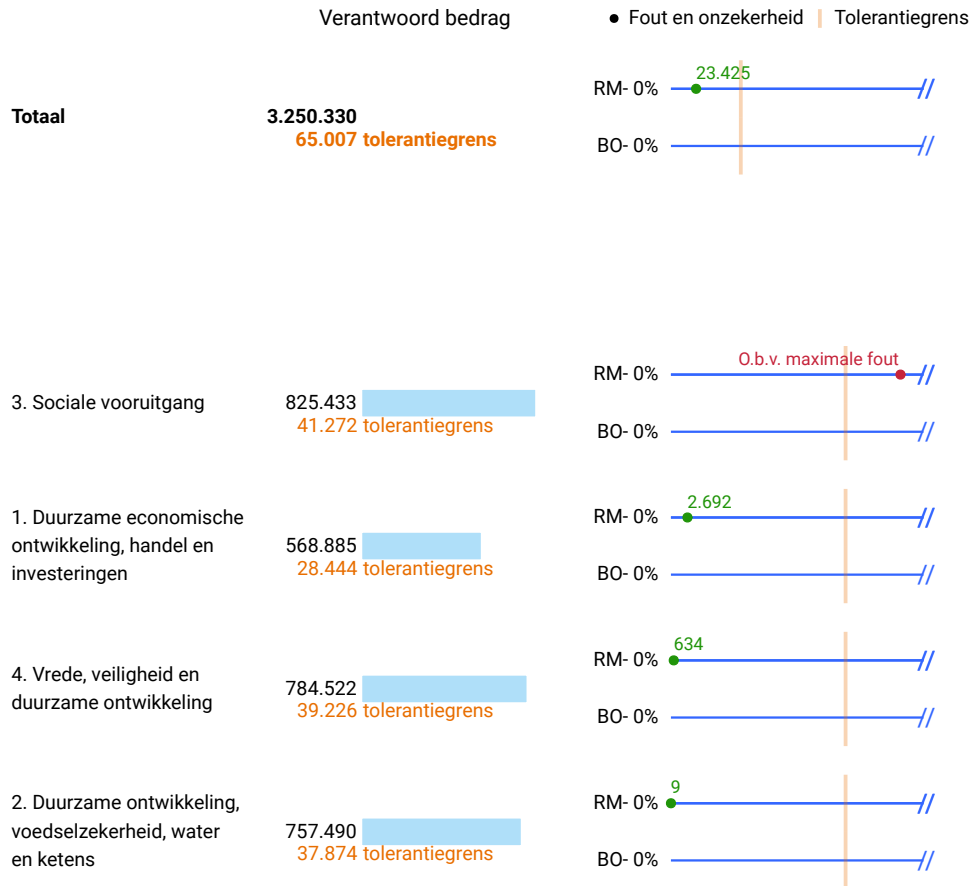 Verantwoord bedrag
Fout en onzekerheid
Tolerantiegrens
Totaal
3.250.330
65.007 tolerantiegrens
RM- 0%
23.425
BO- 0%
3. Sociale vooruitgang
825.433
41.272 tolerantiegrens
RM- 0%
O.b.v. maximale fout
BO- 0%
1. Duurzame economische
ontwikkeling, handel en
investeringen
568.885
28.444 tolerantiegrens
RM- 0%
2.692
BO- 0%
4. Vrede, veiligheid en
duurzame ontwikkeling
784.522
39.226 tolerantiegrens
RM- 0%
634
BO- 0%
2. Duurzame ontwikkeling,
voedselzekerheid, water
en ketens
757.490
37.874 tolerantiegrens
RM- 0%
9
BO- 0%